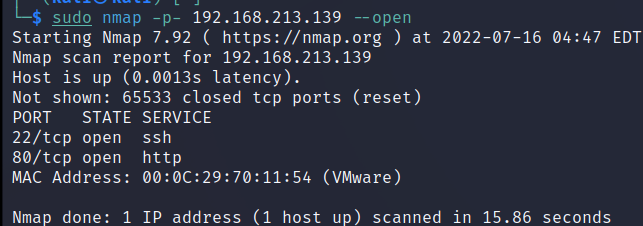 └─$ sudo nmap -p- 192.168.213.139 --open
Starting Nmap 7.92 ( https://nmap.org ) at 2022-07-16 04:47 EDT
Nmap scan report for 192.168.213.139
Host is up (0.0013s latency).
Not shown: 65533 closed tcp ports (reset)
PORT   STATE SERVICE
22/tcp open  ssh
80/tcp open  http
MAC Address: 00:0C:29:70:11:54 (VMware)

Nmap done: 1 IP address (1 host up) scanned in 15.86 seconds